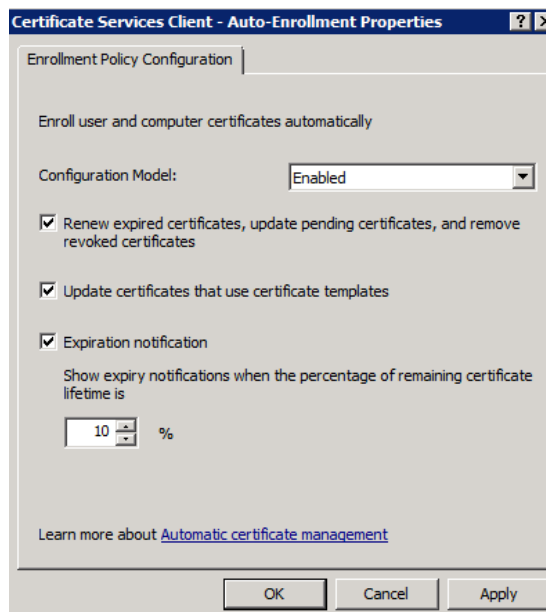 Certificate Services Client - Auto-Enrollment Properties
Enrollment Policy Configuration
Enroll user and computer certificates automatically
Configuration Model: Enabled
Renew expired certificates, update pending certificates, and remove
revoked certificates
Update certificates that use certificate templates
Expiration notification
Show expiry notifications when the percentage of remaining certificate
lifetime is
10 %
Learn more about Automatic certificate management
OK Cancel Apply